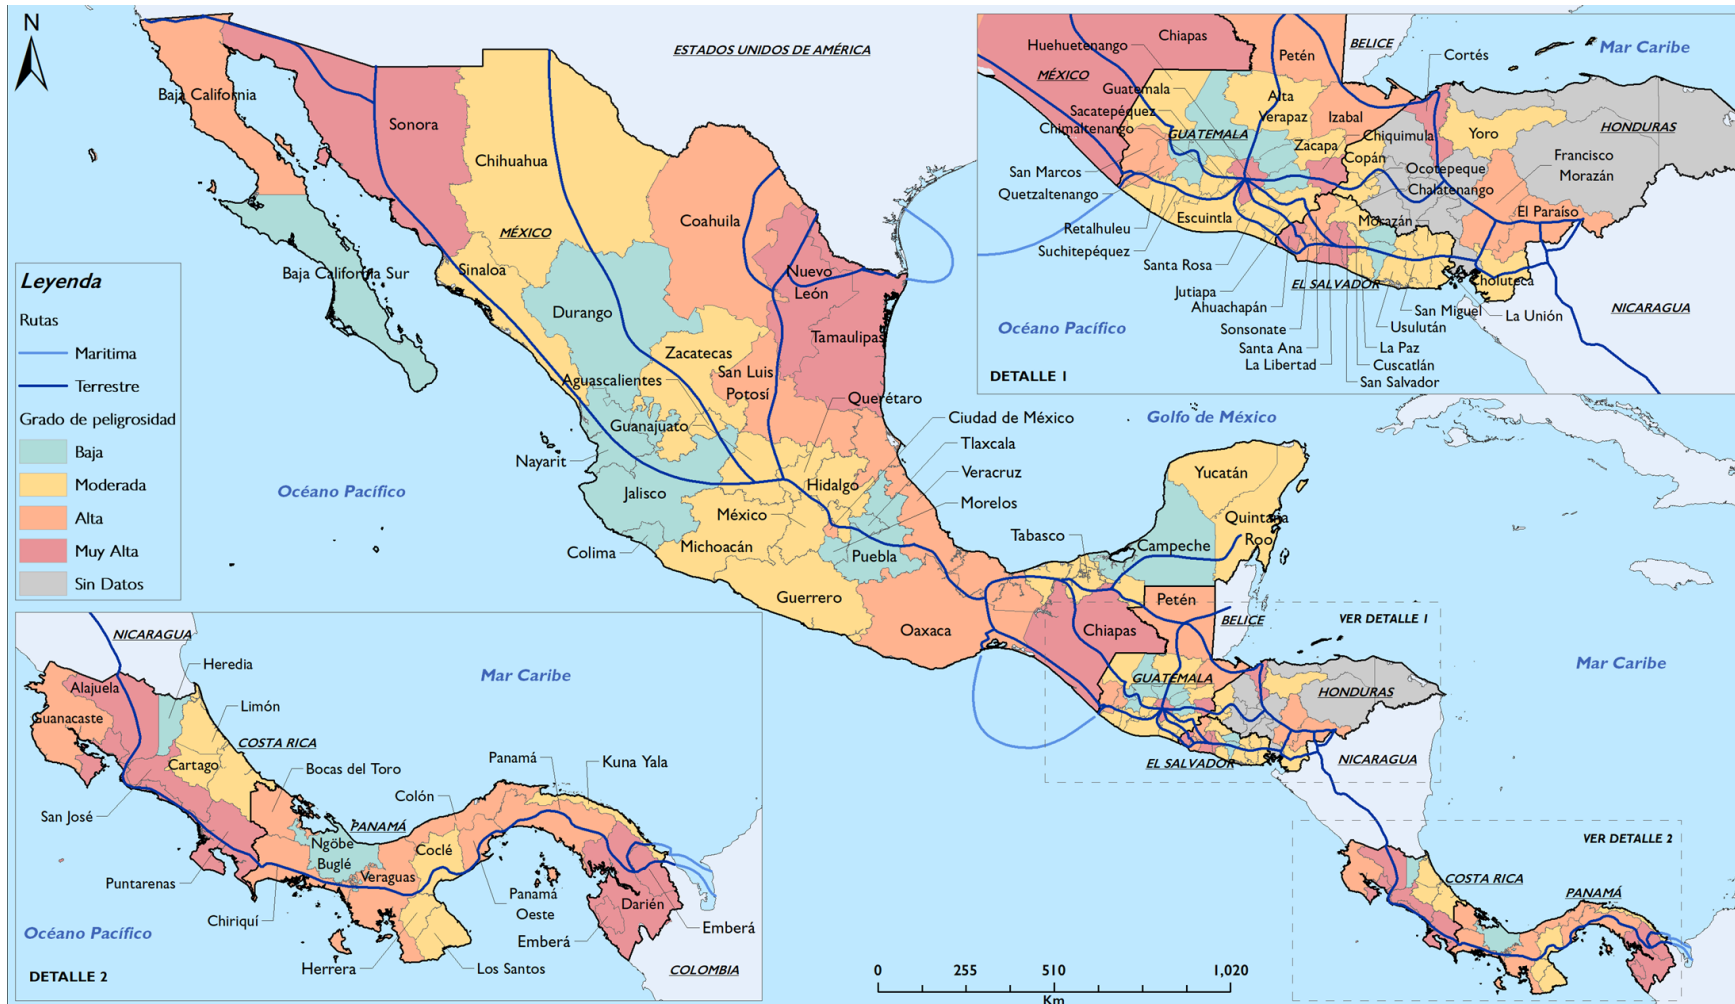 N
ESTADOS UNIDOS DE AMÉRICA
Baja California
Sonora
Chihuahua
Coahuila
MÉXICO
Sinaloa
Baja California Sur
Nuevo
León
Durango
Tamaulipas
Zacatecas
San Luis
Potosí
Aguascalientes
Querétaro
Guanajuato
Ciudad de México
Tlaxcala
Nayarit
Veracruz
Hidalgo
Jalisco
Morelos
México
Colima
Michoacán
Puebla
Tabasco
Guerrero
Oaxaca
Chiapas
Yucatán
Quintana
Roo
Campeche
Petén
BELICE
GUATEMALA
HONDURAS
EL SALVADOR
NICARAGUA
COSTA RICA
PANAMÁ
VER DETALLE 1
VER DETALLE 2
Golfo de México
Océano Pacífico
Mar Caribe
Leyenda
Rutas
Maritima
Terrestre
Grado de peligrosidad
Baja
Moderada
Alta
Muy Alta
Sin Datos
Huehuetenango
Chiapas
BELICE
Mar Caribe
MÉXICO
Petén
Cortés
Guatemala
Sacatepéquez
Alta
Verapaz
Izabal
Chimaltenango
GUATEMALA
Chiquimula
Yoro
HONDURAS
Zacapa
Copán
Francisco
Morazán
San Marcos
Ocotepeque
Quetzaltenango
Chalatenango
Escuintla
Morazán
El Paraíso
Retalhuleu
Suchitepéquez
Santa Rosa
Jutiapa
EL SALVADOR
Choluteca
Ahuachapán
San Miguel
La Unión
NICARAGUA
Océano Pacífico
Sonsonate
Usulután
Santa Ana
La Paz
La Libertad
Cuscatlán
San Salvador
DETALLE 1
NICARAGUA
Heredia
Mar Caribe
Alajuela
Limón
Guanacaste
COSTA RICA
Cartago
Bocas del Toro
Panamá
Kuna Yala
San José
Colón
PANAMÁ
Ngöbe
Buglé
Coclé
Puntarenas
Veraguas
Chiriquí
Panamá
Oeste
Darién
Emberá
Emberá
Océano Pacífico
Herrera
Los Santos
COLOMBIA
DETALLE 2
0
255
510
1,020
Km